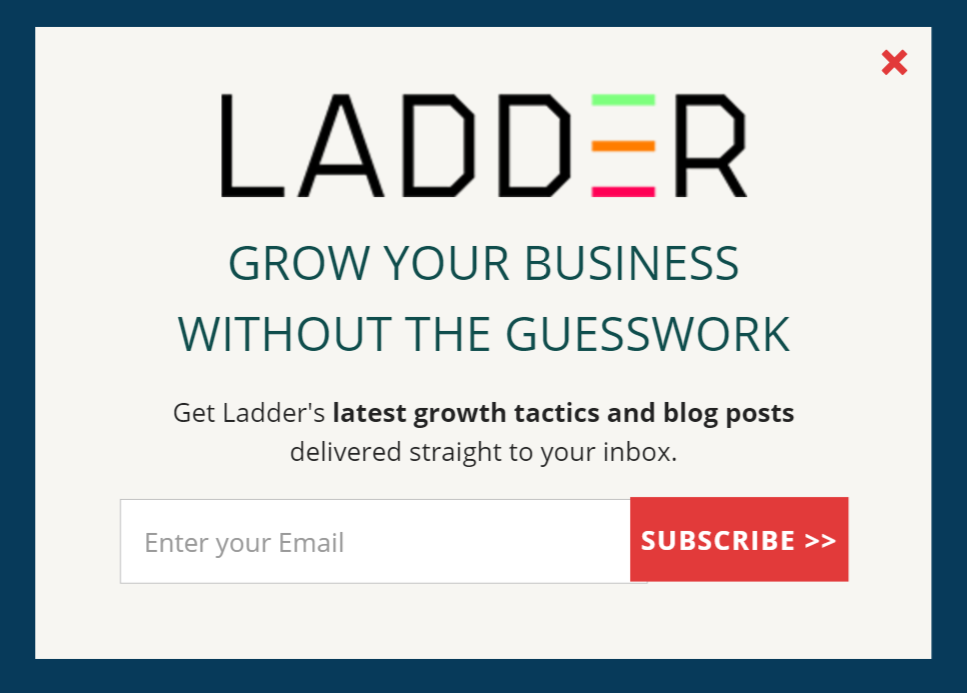 LADDER
GROW YOUR BUSINESS
WITHOUT THE GUESSWORK
Get Ladder's latest growth tactics and blog posts
delivered straight to your inbox.
Enter your Email
SUBSCRIBE >>